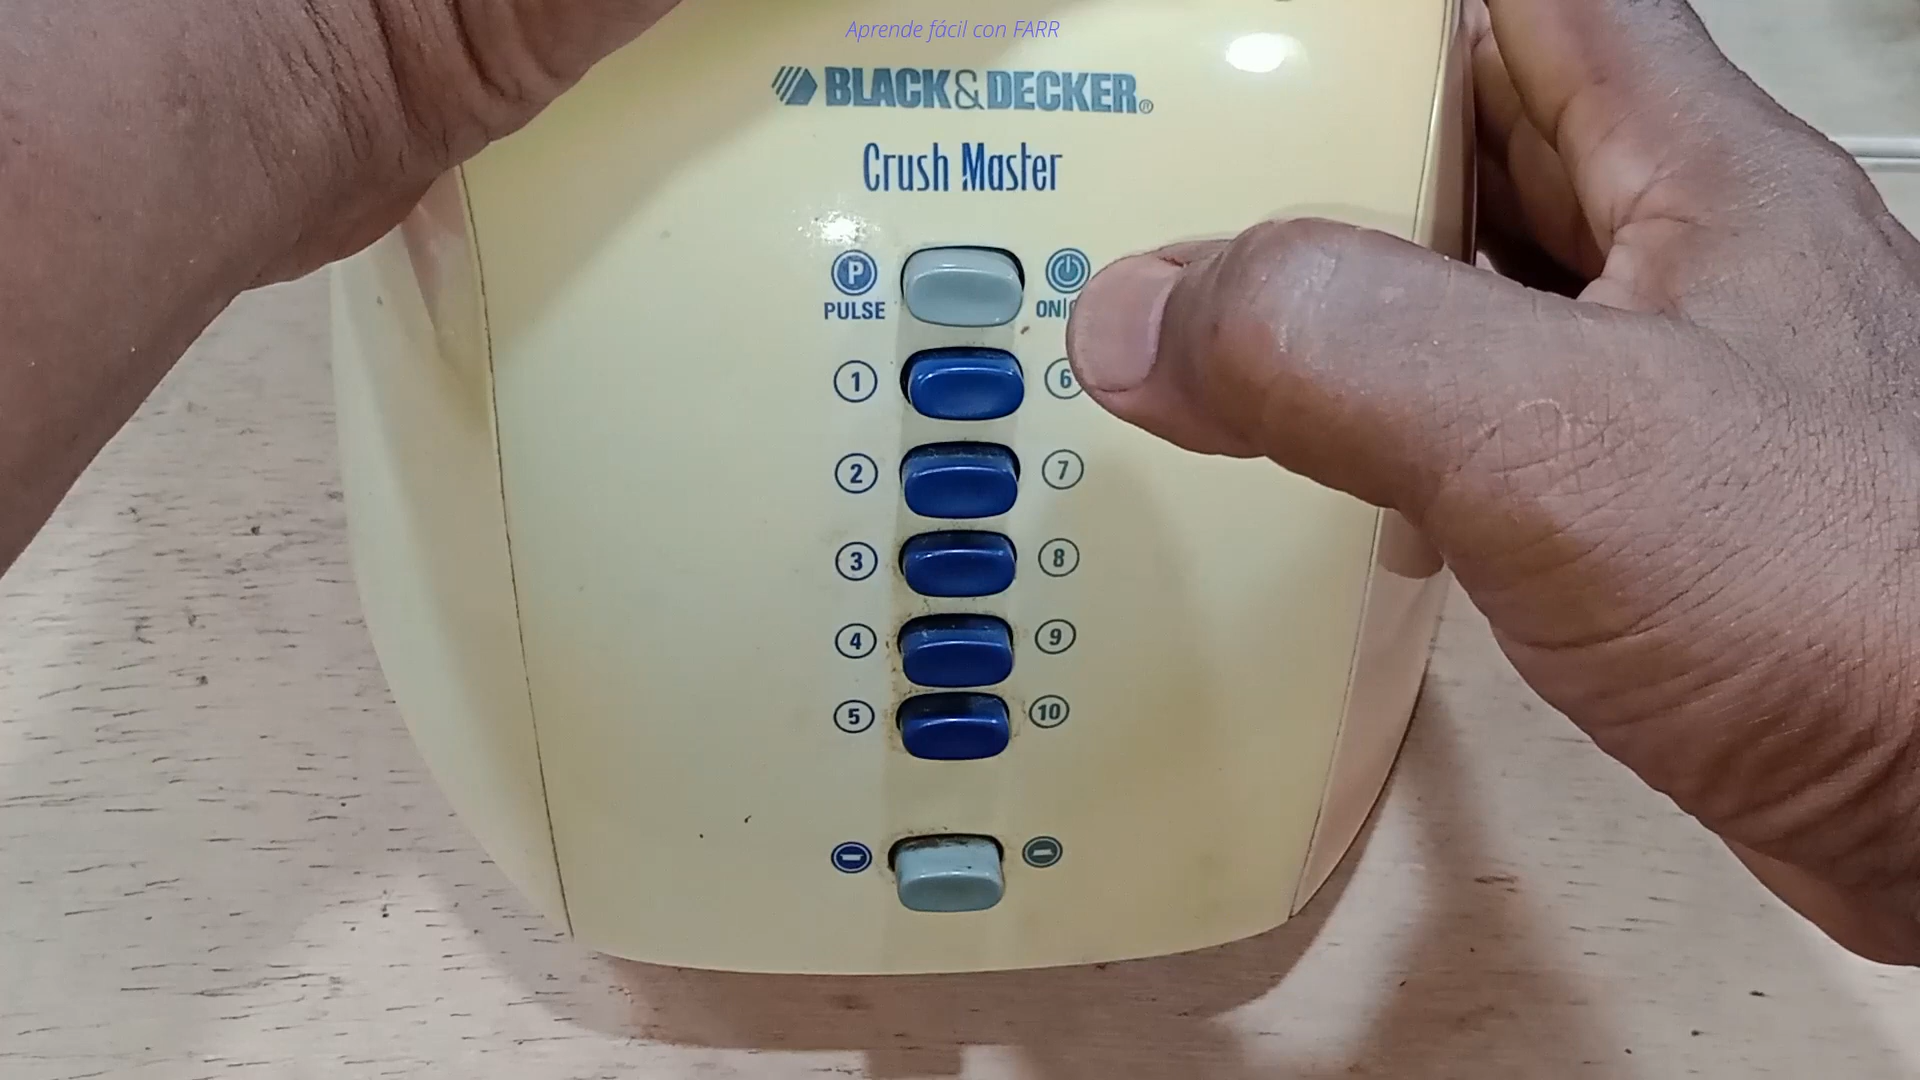 Aprende fácil con FARR
BLACK&DECKER®
Crush Master
P
PULSE ON|
1 6
2 7
3 8
4 9
5 10